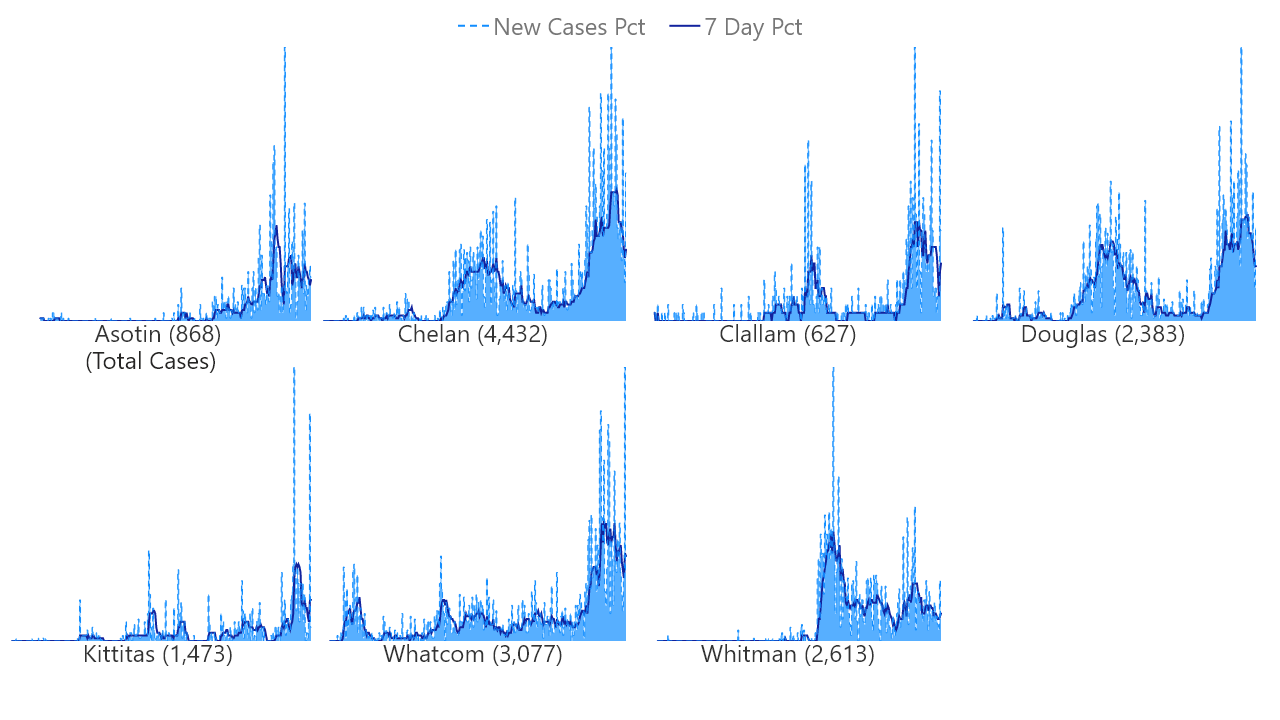 New Cases Pct 7 Day Pct
Asotin (868) Chelan (4,432) Clallam (627) Douglas (2,383)
(Total Cases)
Kittitas (1,473) Whatcom (3,077) Whitman (2,613)